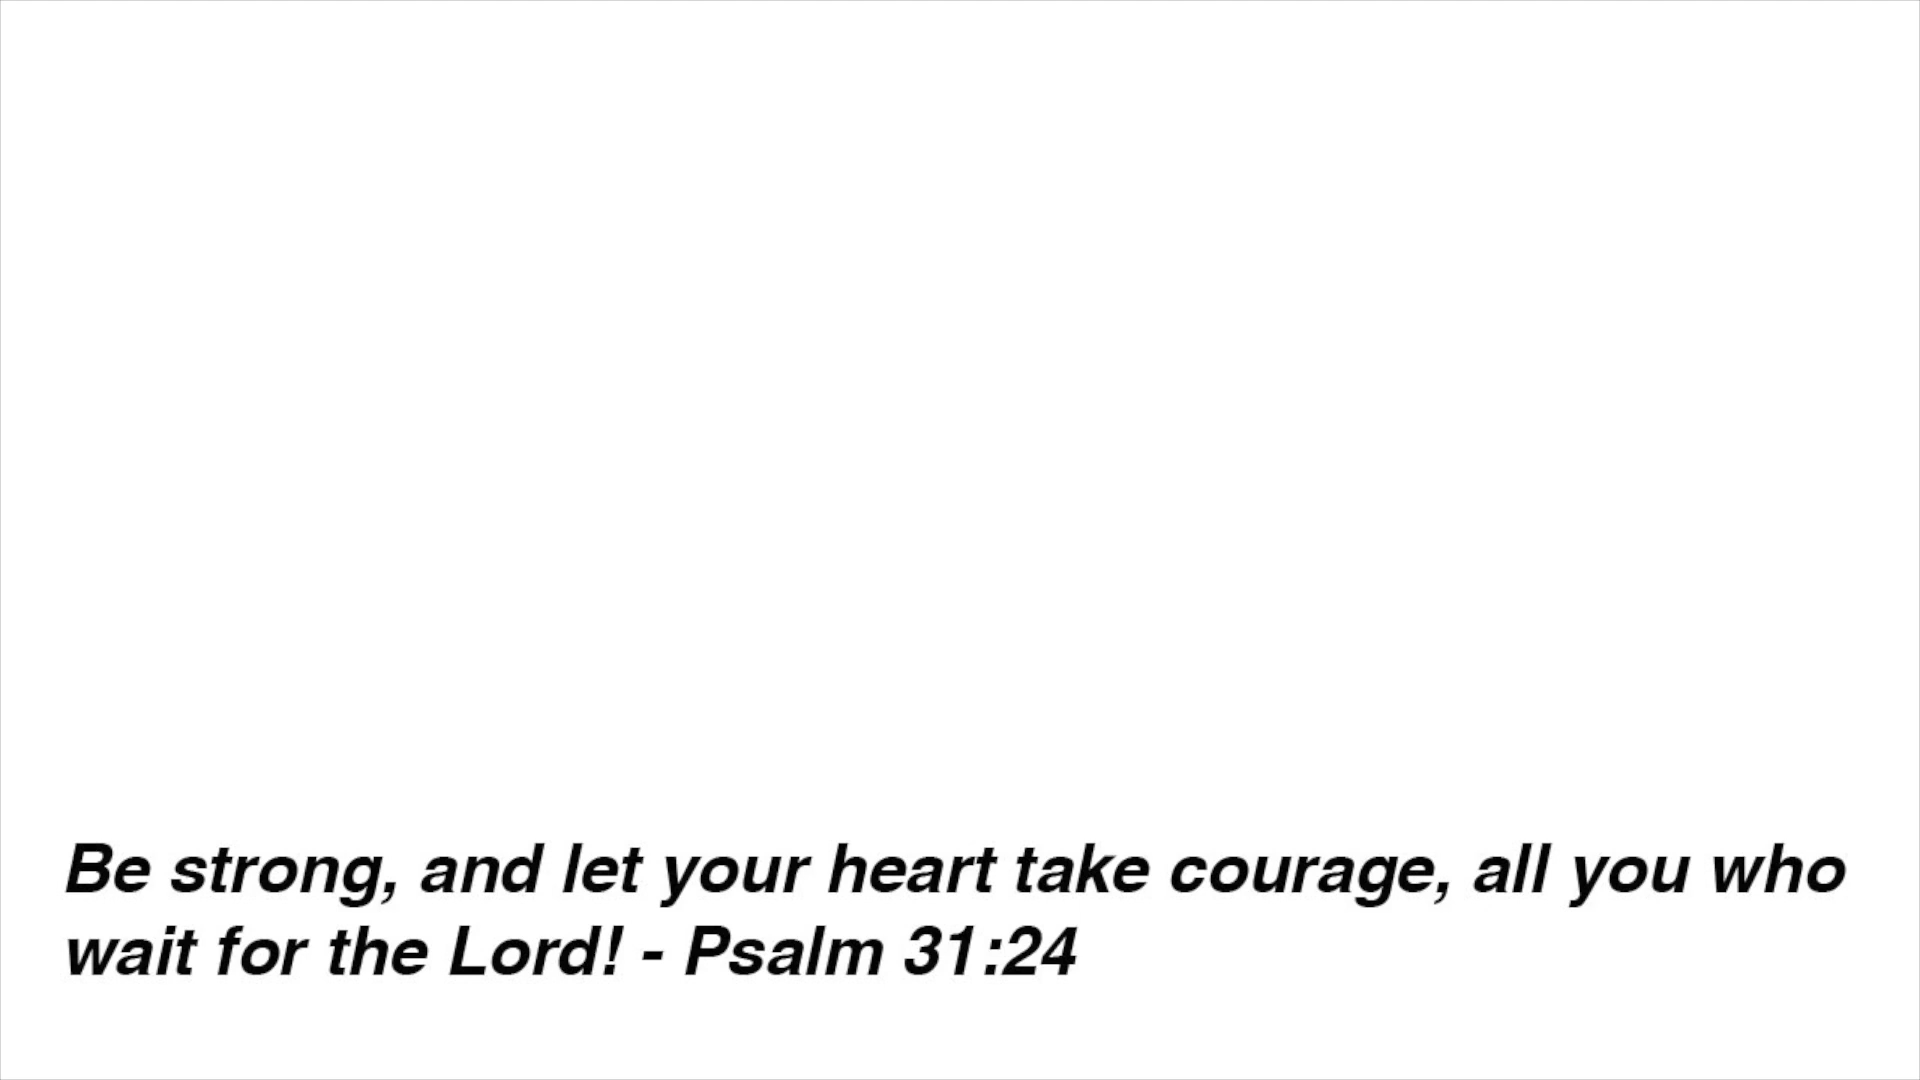 Be strong, and let your heart take courage, all you who
wait for the Lord! - Psalm 31:24